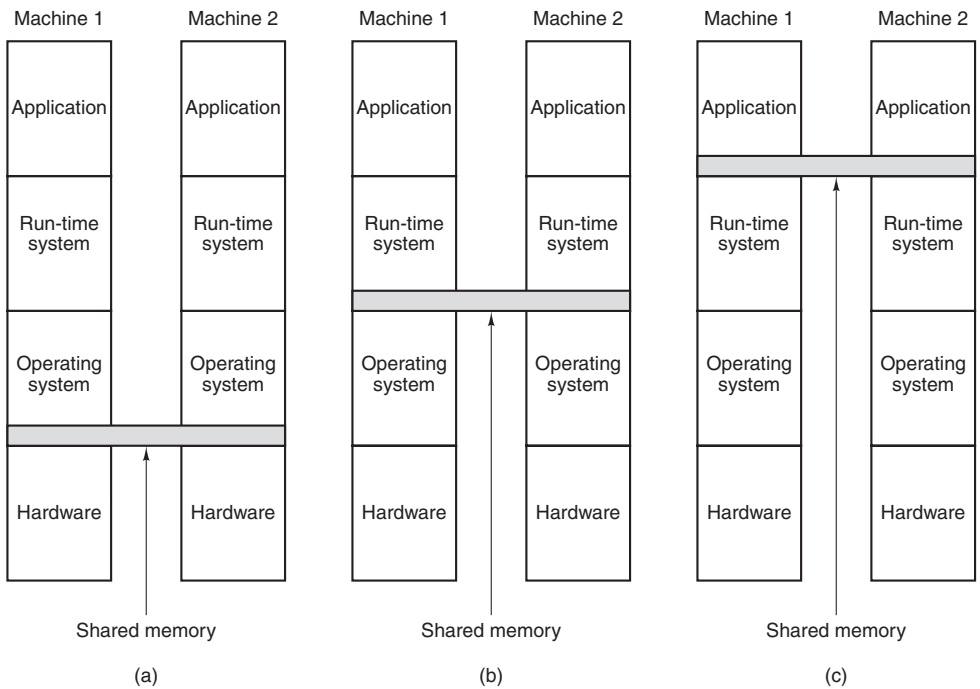 Machine 1 Machine 2 Machine 1 Machine 2 Machine 1 Machine 2
Application Application Application Application Application Application
Run-time Run-time Run-time Run-time Run-time Run-time
system system system system system system
Operating Operating Operating Operating Operating Operating
system system system system system system
Hardware Hardware Hardware Hardware Hardware Hardware
Shared memory Shared memory Shared memory
(a) (b) (c)